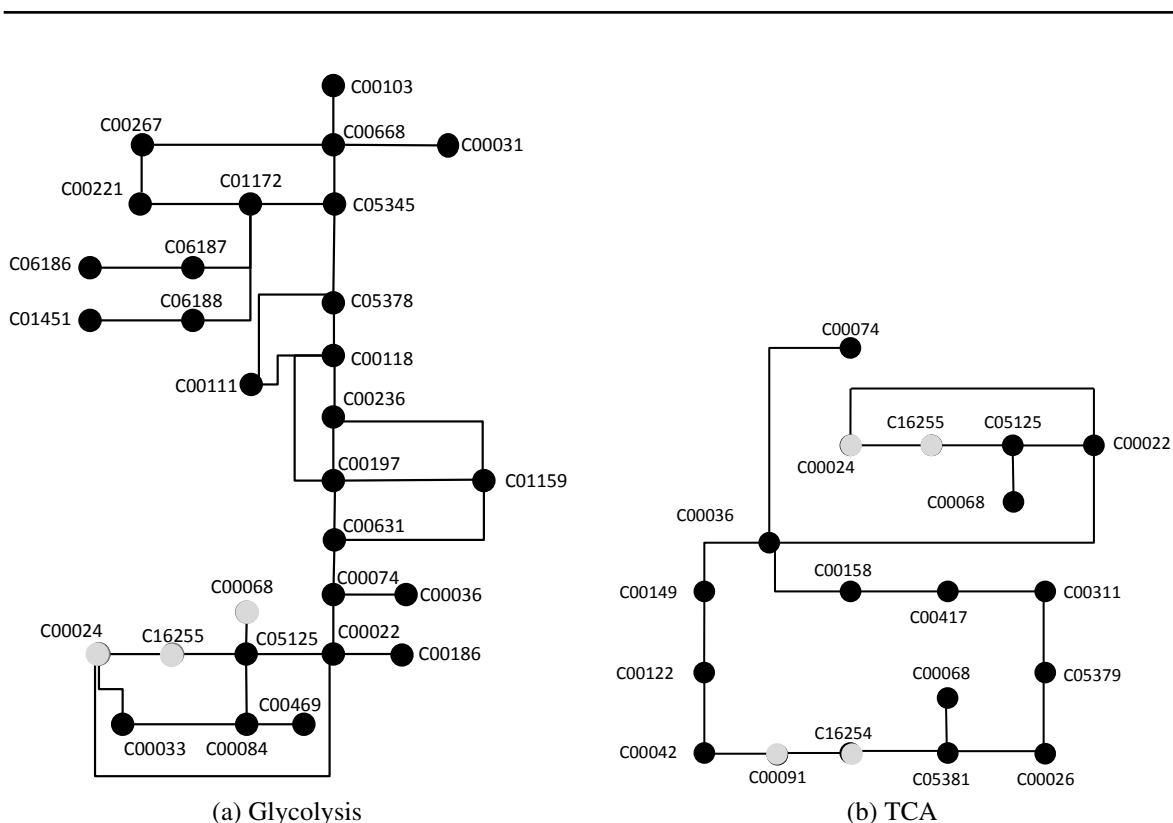 C00103
C00267
C00668
C00031
C00221
C01172
C05345
C06187
C06186
C06188
C01451
C05378
C00118
C00111
C00236
C00197
C01159
C00631
C00074
C00036
C00068
C00024
C16255
C05125
C00022
C00186
C00469
C00033
C00084
(a) Glycolysis
C00074
C16255
C05125
C00022
C00024
C00068
C00036
C00158
C00149
C00417
C00311
C00122
C00068
C05379
C16254
C00042
C00091
C05381
C00026
(b) TCA